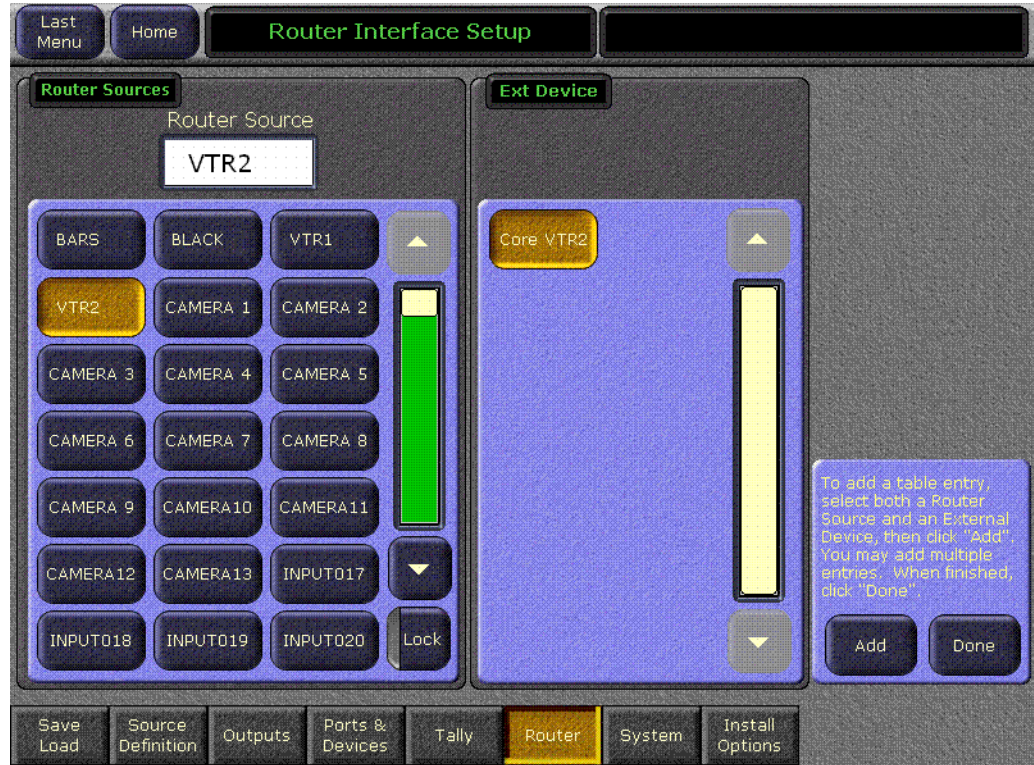 Last
Menu
Home
Router Interface Setup
Router Sources
Router Source
VTR2
BARS
BLACK
VTR1
VTR2
CAMERA 1
CAMERA 2
CAMERA 3
CAMERA 4
CAMERA 5
CAMERA 6
CAMERA 7
CAMERA 8
CAMERA 9
CAMERA10
CAMERA11
CAMERA12
CAMERA13
INPUT017
INPUT018
INPUT019
INPUT020
Lock
Ext Device
Core VTR2
To add a table entry,
select both a Router
Source and an External
Device, then click "Add".
You may add multiple
entries. When finished,
click "Done".
Add
Done
Save
Load
Source
Definition
Outputs
Ports &
Devices
Tally
Router
System
Install
Options